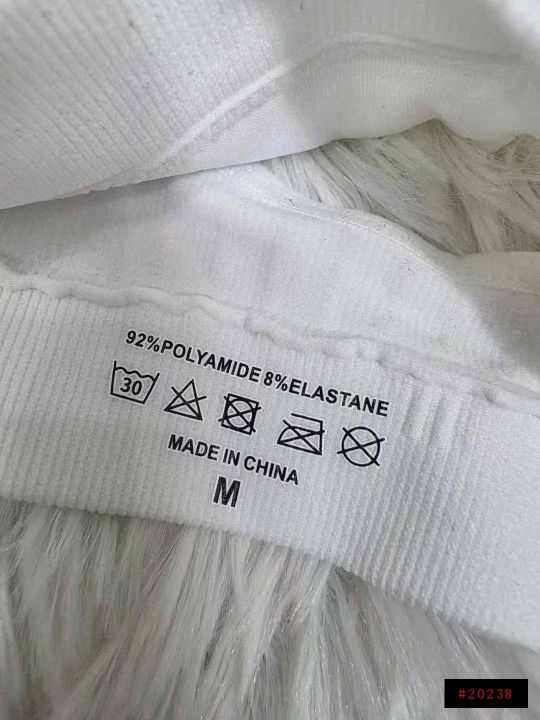 92%POLYAMIDE 8%ELASTANE
30
MADE IN CHINA
M
#20238